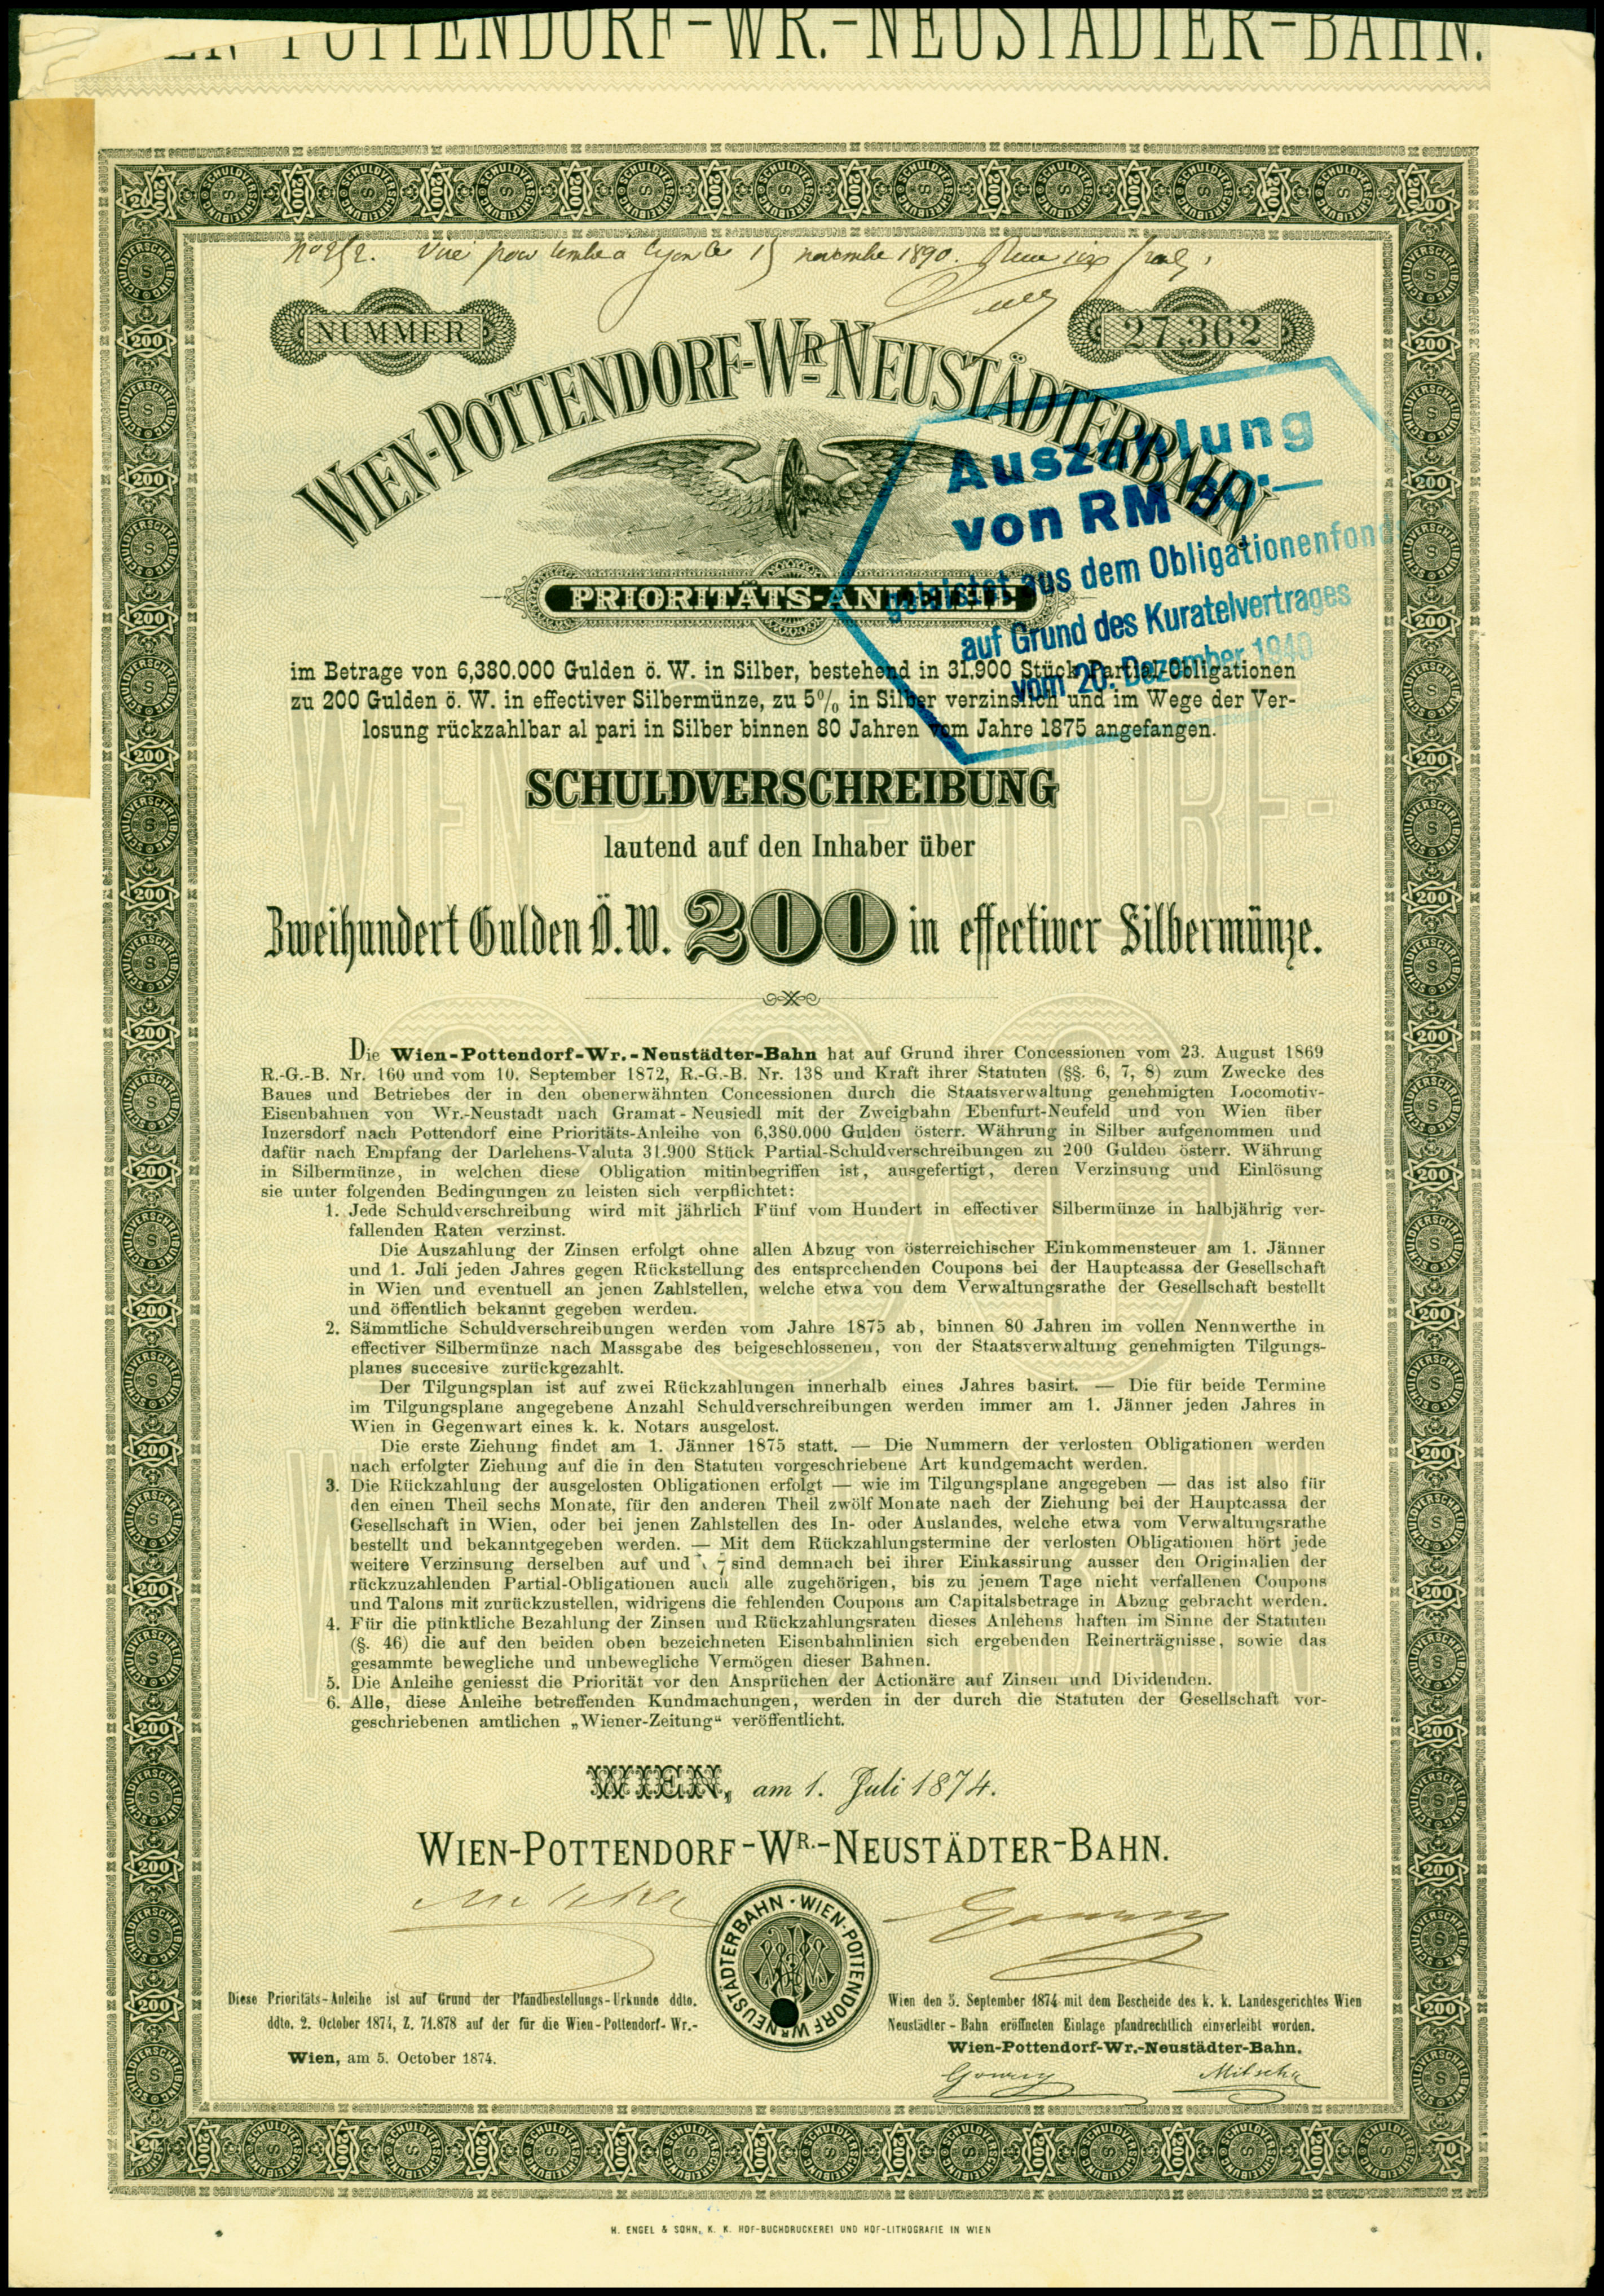 POTTENDORF-WR.-NEUSTÄDTER-BAHN.
No 252. Visé pour timbre a Lyon le 15 novembre 1890.
NUMMER 27.362
WIEN-POTTENDORF-WR.-NEUSTÄDTERBAHN.
Auszahlung
von RM
geleistet aus dem Obligationenfonds
auf Grund des Kuratelvertrages
vom 20. Dezember 1940
PRIORITÄTS-ANLEIHE
im Betrage von 6,380.000 Gulden ö. W. in Silber, bestehend in 31.900 Stück Partial-Obligationen
zu 200 Gulden ö. W. in effectiver Silbermünze, zu 5% in Silber verzinslich und im Wege der Ver-
losung rückzahlbar al pari in Silber binnen 80 Jahren vom Jahre 1875 angefangen.
SCHULDVERSCHREIBUNG
lautend auf den Inhaber über
Zweihundert Gulden Ö. W. 200 in effectiver Silbermünze.
Die Wien-Pottendorf-Wr.-Neustädter-Bahn hat auf Grund ihrer Concessionen vom 23. August 1869
R.-G.-B. Nr. 160 und vom 10. September 1872, R.-G.-B. Nr. 138 und Kraft ihrer Statuten (§§. 6, 7, 8) zum Zwecke des
Baues und Betriebes der in den obenerwähnten Concessionen durch die Staatsverwaltung genehmigten Locomotiv-
Eisenbahnen von Wr.-Neustadt nach Gramat-Neusiedl mit der Zweigbahn Ebenfurt-Neufeld und von Wien über
Inzersdorf nach Pottendorf eine Prioritäts-Anleihe von 6,380.000 Gulden österr. Währung in Silber aufgenommen und
dafür nach Empfang der Darlehens-Valuta 31.900 Stück Partial-Schuldverschreibungen zu 200 Gulden österr. Währung
in Silbermünze, in welchen diese Obligation mitinbegriffen ist, ausgefertigt, deren Verzinsung und Einlösung
sie unter folgenden Bedingungen zu leisten sich verpflichtet:
1. Jede Schuldverschreibung wird mit jährlich Fünf vom Hundert in effectiver Silbermünze in halbjährig ver-
fallenden Raten verzinst.
Die Auszahlung der Zinsen erfolgt ohne allen Abzug von österreichischer Einkommensteuer am 1. Jänner
und 1. Juli jeden Jahres gegen Rückstellung des entsprechenden Coupons bei der Hauptcassa der Gesellschaft
in Wien und eventuell an jenen Zahlstellen, welche etwa von dem Verwaltungsrathe der Gesellschaft bestellt
und öffentlich bekannt gegeben werden.
2. Sämmtliche Schuldverschreibungen werden vom Jahre 1875 ab, binnen 80 Jahren im vollen Nennwerthe in
effectiver Silbermünze nach Massgabe des beigeschlossenen, von der Staatsverwaltung genehmigten Tilgungs-
planes succesive zurückgezahlt.
Der Tilgungsplan ist auf zwei Rückzahlungen innerhalb eines Jahres basirt. — Die für beide Termine
im Tilgungsplane angegebene Anzahl Schuldverschreibungen werden immer am 1. Jänner jeden Jahres in
Wien in Gegenwart eines k. k. Notars ausgelost.
Die erste Ziehung findet am 1. Jänner 1875 statt. — Die Nummern der verlosten Obligationen werden
nach erfolgter Ziehung auf die in den Statuten vorgeschriebene Art kundgemacht werden.
3. Die Rückzahlung der ausgelosten Obligationen erfolgt — wie im Tilgungsplane angegeben — das ist also für
den einen Theil sechs Monate, für den anderen Theil zwölf Monate nach der Ziehung bei der Hauptcassa der
Gesellschaft in Wien, oder bei jenen Zahlstellen des In- oder Auslandes, welche etwa vom Verwaltungsrathe
bestellt und bekanntgegeben werden. — Mit dem Rückzahlungstermine der verlosten Obligationen hört jede
weitere Verzinsung derselben auf und sind demnach bei ihrer Einkassirung ausser den Originalien der
rückzuzahlenden Partial-Obligationen auch alle zugehörigen, bis zu jenem Tage nicht verfallenen Coupons
und Talons mit zurückzustellen, widrigens die fehlenden Coupons am Capitalsbetrage in Abzug gebracht werden.
4. Für die pünktliche Bezahlung der Zinsen und Rückzahlungsraten dieses Anlehens haften im Sinne der Statuten
(§. 46) die auf den beiden oben bezeichneten Eisenbahnlinien sich ergebenden Reinerträgnisse, sowie das
gesammte bewegliche und unbewegliche Vermögen dieser Bahnen.
5. Die Anleihe geniesst die Priorität vor den Ansprüchen der Actionäre auf Zinsen und Dividenden.
6. Alle, diese Anleihe betreffenden Kundmachungen, werden in der durch die Statuten der Gesellschaft vor-
geschriebenen amtlichen „Wiener-Zeitung“ veröffentlicht.
WIEN, am 1. Juli 1874.
WIEN-POTTENDORF-WR.-NEUSTÄDTER-BAHN.
WIEN-POTTENDORF WR NEUSTÄDTERBAHN
Diese Prioritäts-Anleihe ist auf Grund der Pfandbestellungs-Urkunde ddto. Wien den 5. September 1874 mit dem Bescheide des k. k. Landesgerichtes Wien
ddto. 2. October 1874, Z. 71.878 auf der für die Wien-Pottendorf-Wr.- Neustädter-Bahn eröffneten Einlage pfandrechtlich einverleibt worden.
Wien, am 5. October 1874. Wien-Pottendorf-Wr.-Neustädter-Bahn.
H. ENGEL & SOHN, K. K. HOF-BUCHDRUCKEREI UND HOF-LITHOGRAFIE IN WIEN